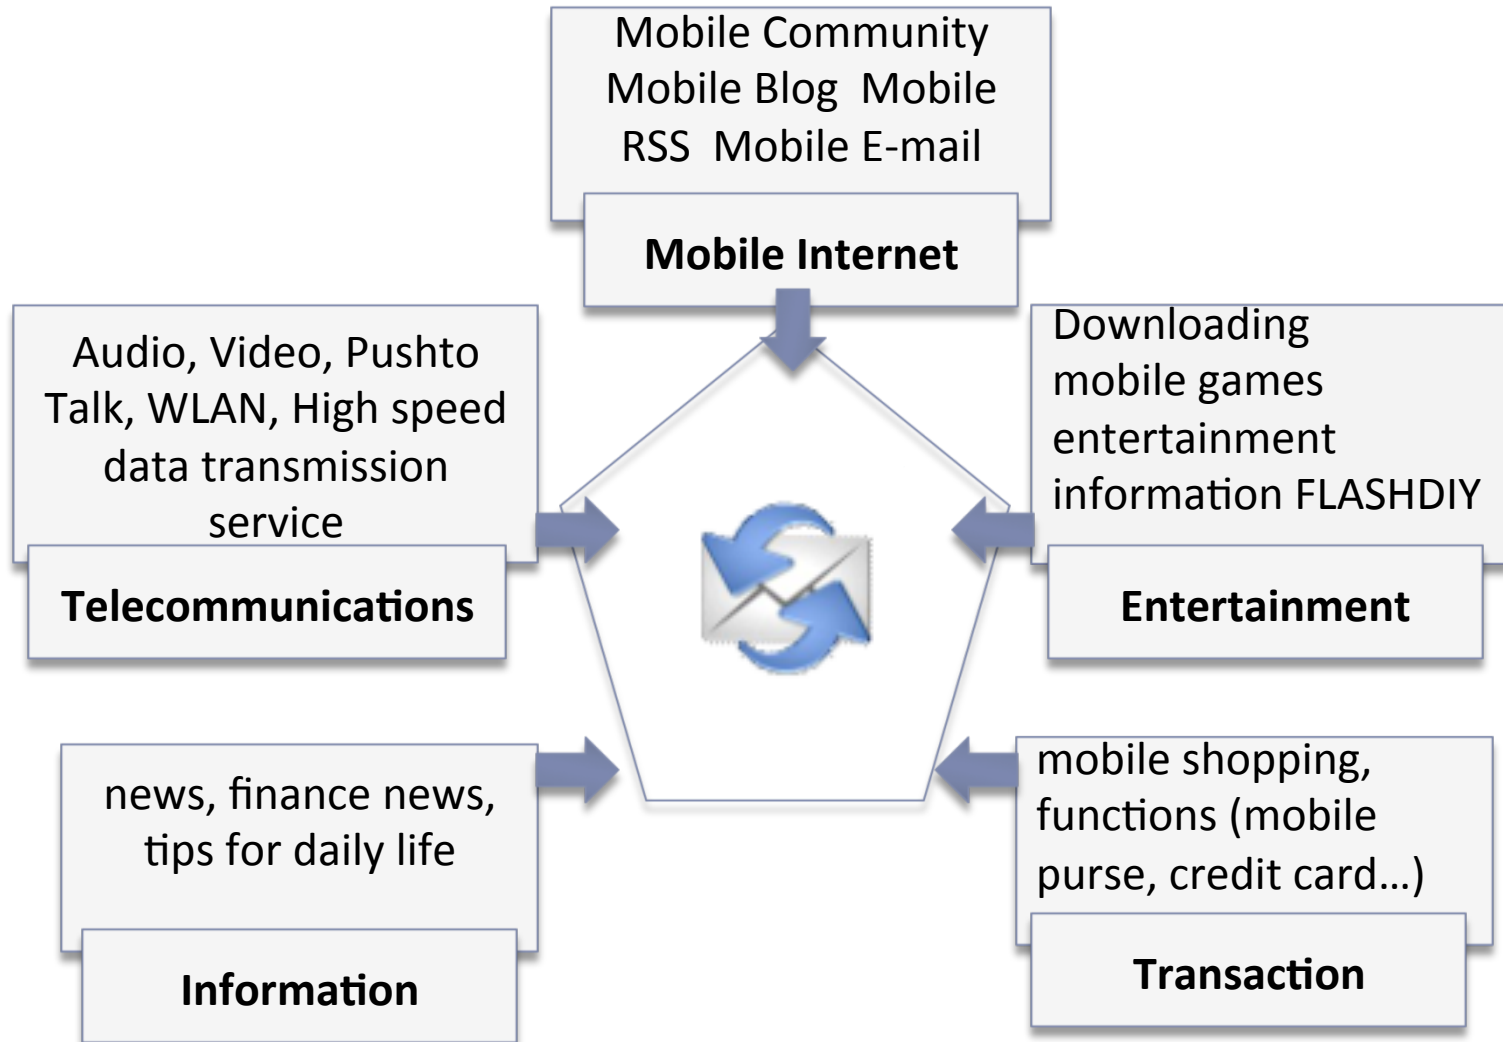 Mobile Community
Mobile Blog  Mobile
RSS  Mobile E-mail
Mobile Internet
Audio, Video, Pushto
Talk, WLAN, High speed
data transmission
service
Telecommunications
Downloading
mobile games
entertainment
information FLASHDIY
Entertainment
news, finance news,
tips for daily life
Information
mobile shopping,
functions (mobile
purse, credit card…)
Transaction